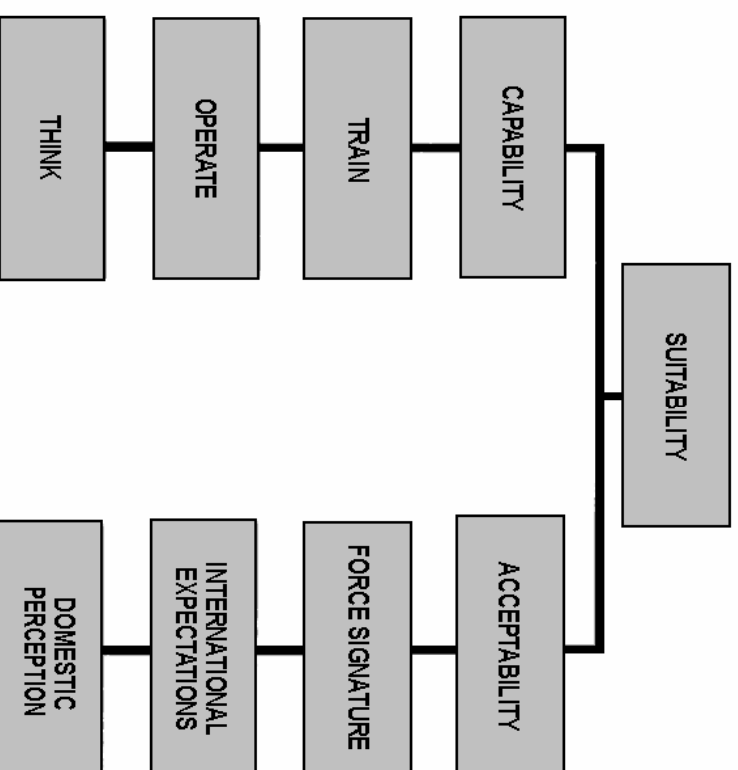 SUITABILITY
CAPABILITY
TRAIN
OPERATE
THINK
ACCEPTABILITY
FORCE SIGNATURE
INTERNATIONAL
EXPECTATIONS
DOMESTIC
PERCEPTION